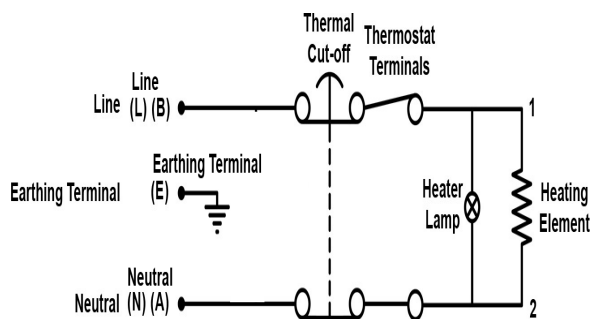 Thermal
Cut-off
Thermostat
Terminals
Line
Line (L) (B)
1
Earthing Terminal
Earthing Terminal (E)
Heater
Lamp
Heating
Element
Neutral
Neutral (N) (A)
2